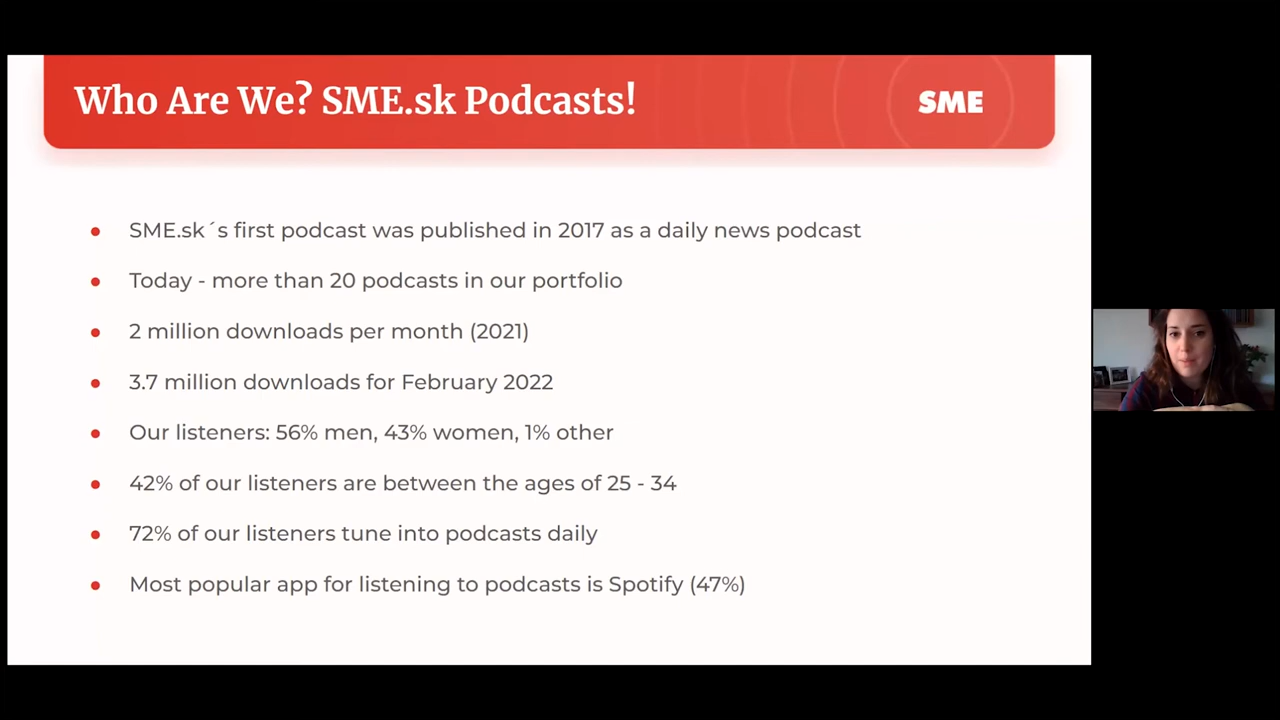 Who Are We? SME.sk Podcasts!
SME
SME.sk´s first podcast was published in 2017 as a daily news podcast
Today - more than 20 podcasts in our portfolio
2 million downloads per month (2021)
3.7 million downloads for February 2022
Our listeners: 56% men, 43% women, 1% other
42% of our listeners are between the ages of 25 - 34
72% of our listeners tune into podcasts daily
Most popular app for listening to podcasts is Spotify (47%)